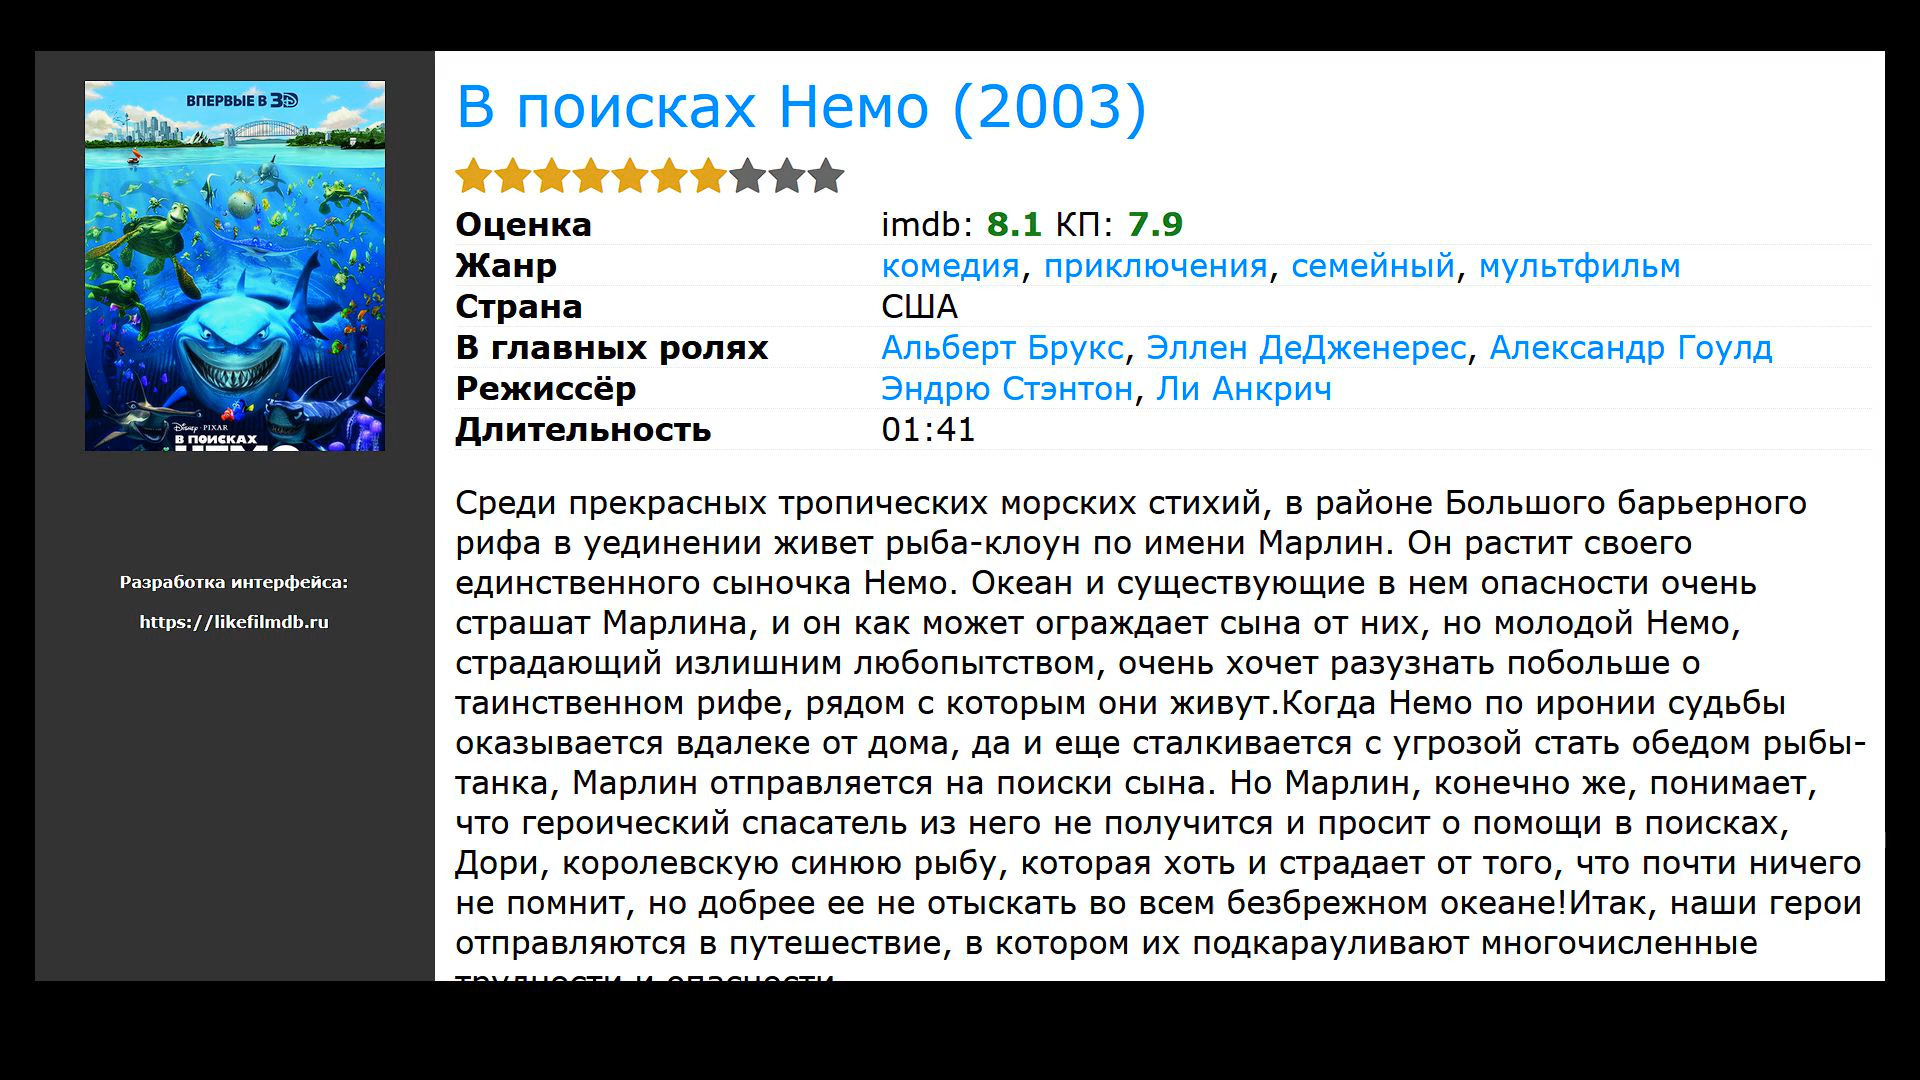 ВПЕРВЫЕ В 3D
Disney · PIXAR
В ПОИСКАХ
НЕМО
Разработка интерфейса:
https://likefilmdb.ru
В поисках Немо (2003)
Оценка imdb: 8.1 КП: 7.9
Жанр комедия, приключения, семейный, мультфильм
Страна США
В главных ролях Альберт Брукс, Эллен ДеДженерес, Александр Гоулд
Режиссёр Эндрю Стэнтон, Ли Анкрич
Длительность 01:41
Среди прекрасных тропических морских стихий, в районе Большого барьерного
рифа в уединении живет рыба-клоун по имени Марлин. Он растит своего
единственного сыночка Немо. Океан и существующие в нем опасности очень
страшат Марлина, и он как может ограждает сына от них, но молодой Немо,
страдающий излишним любопытством, очень хочет разузнать побольше о
таинственном рифе, рядом с которым они живут.Когда Немо по иронии судьбы
оказывается вдалеке от дома, да и еще сталкивается с угрозой стать обедом рыбы-
танка, Марлин отправляется на поиски сына. Но Марлин, конечно же, понимает,
что героический спасатель из него не получится и просит о помощи в поисках,
Дори, королевскую синюю рыбу, которая хоть и страдает от того, что почти ничего
не помнит, но добрее ее не отыскать во всем безбрежном океане!Итак, наши герои
отправляются в путешествие, в котором их подкарауливают многочисленные
трудности и опасности